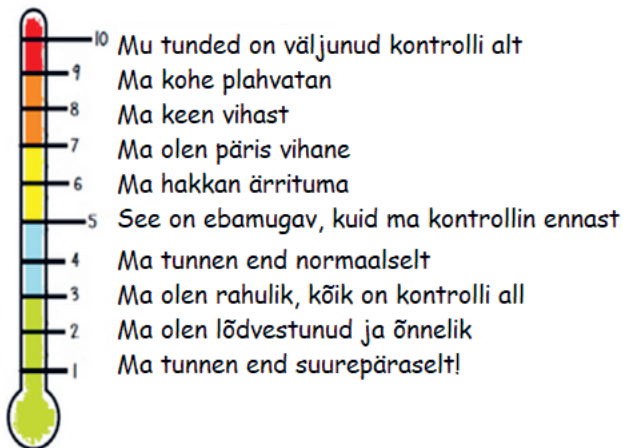 10 Mu tunded on väljunud kontrolli alt
9 Ma kohe plahvatan
8 Ma keen vihast
7 Ma olen päris vihane
6 Ma hakkan ärrituma
5 See on ebamugav, kuid ma kontrollin ennast
4 Ma tunnen end normaalselt
3 Ma olen rahulik, kõik on kontrolli all
2 Ma olen lõdvestunud ja õnnelik
1 Ma tunnen end suurepäraselt!